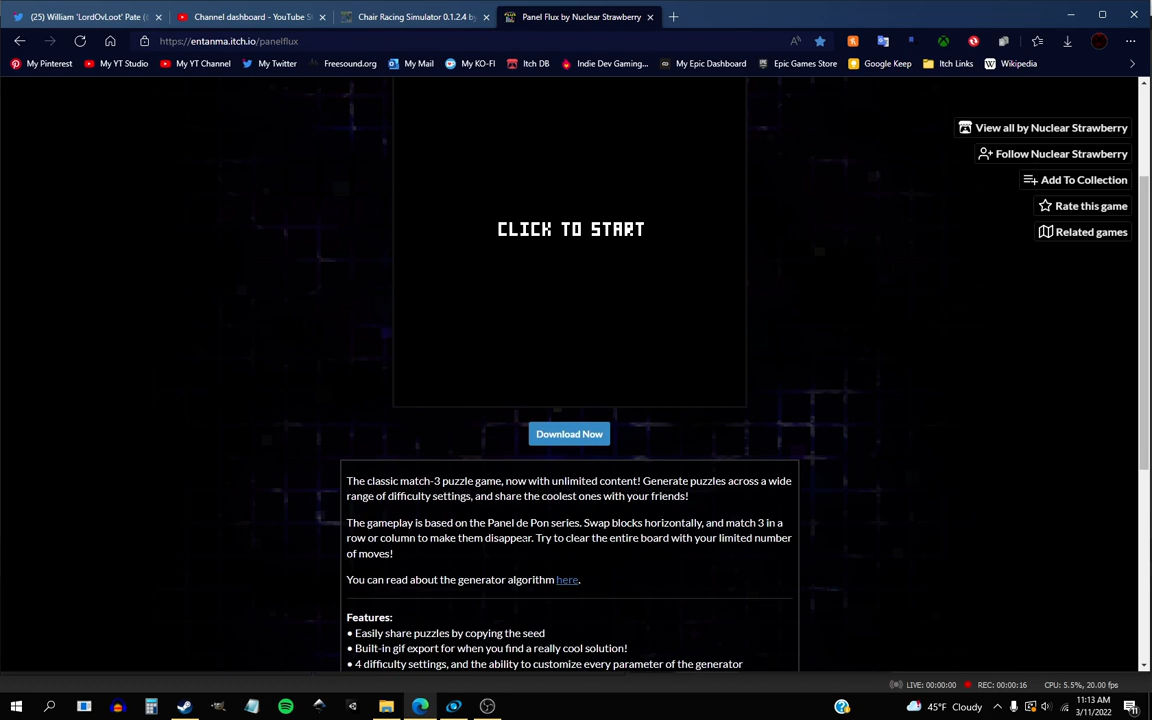 (25) William 'LordOvLoot' Pate (
Channel dashboard - YouTube S
Chair Racing Simulator 0.1.2.4 b
Panel Flux by Nuclear Strawberry
https://entanma.itch.io/panelflux
My Pinterest My YT Studio My YT Channel My Twitter Freesound.org My Mail My KO-FI Itch DB Indie Dev Gaming... My Epic Dashboard Epic Games Store Google Keep Itch Links Wikipedia
View all by Nuclear Strawberry
Follow Nuclear Strawberry
Add To Collection
Rate this game
Related games
CLICK TO START
Download Now
The classic match-3 puzzle game, now with unlimited content! Generate puzzles across a wide
range of difficulty settings, and share the coolest ones with your friends!
The gameplay is based on the Panel de Pon series. Swap blocks horizontally, and match 3 in a
row or column to make them disappear. Try to clear the entire board with your limited number
of moves!
You can read about the generator algorithm here.
Features:
• Easily share puzzles by copying the seed
• Built-in gif export for when you find a really cool solution!
• 4 difficulty settings, and the ability to customize every parameter of the generator
LIVE: 00:00:00 REC: 00:00:16 CPU: 5.5%, 20.00 fps
45°F Cloudy
11:13 AM
3/11/2022